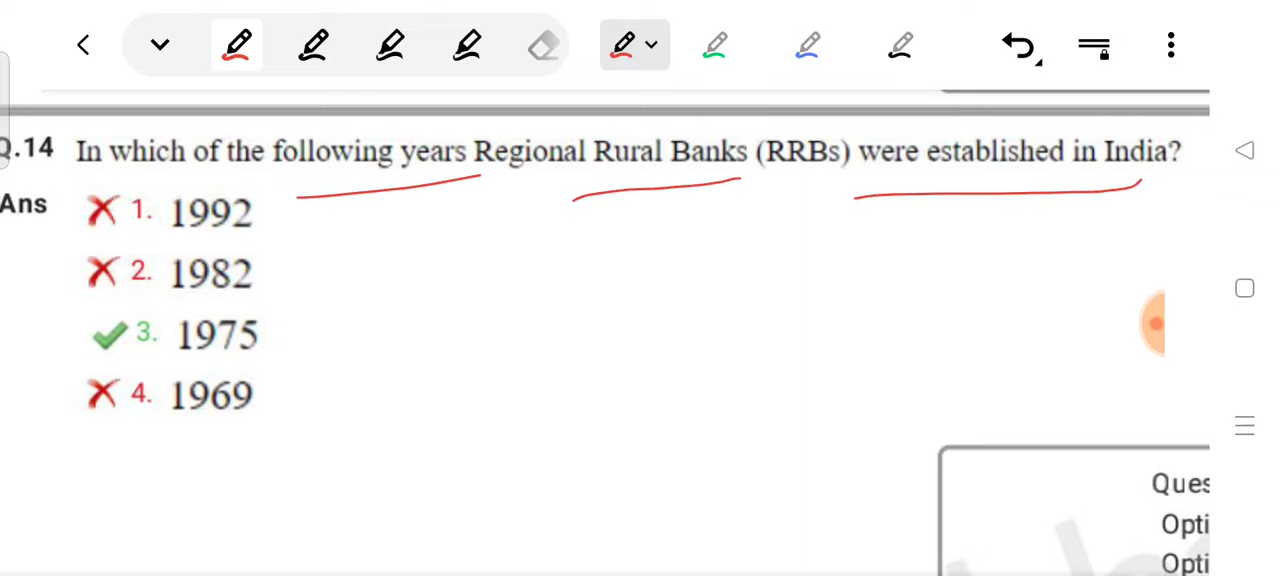 Q.14 In which of the following years Regional Rural Banks (RRBs) were established in India?
Ans 1. 1992
2. 1982
3. 1975
4. 1969
Ques
Opti
Opti